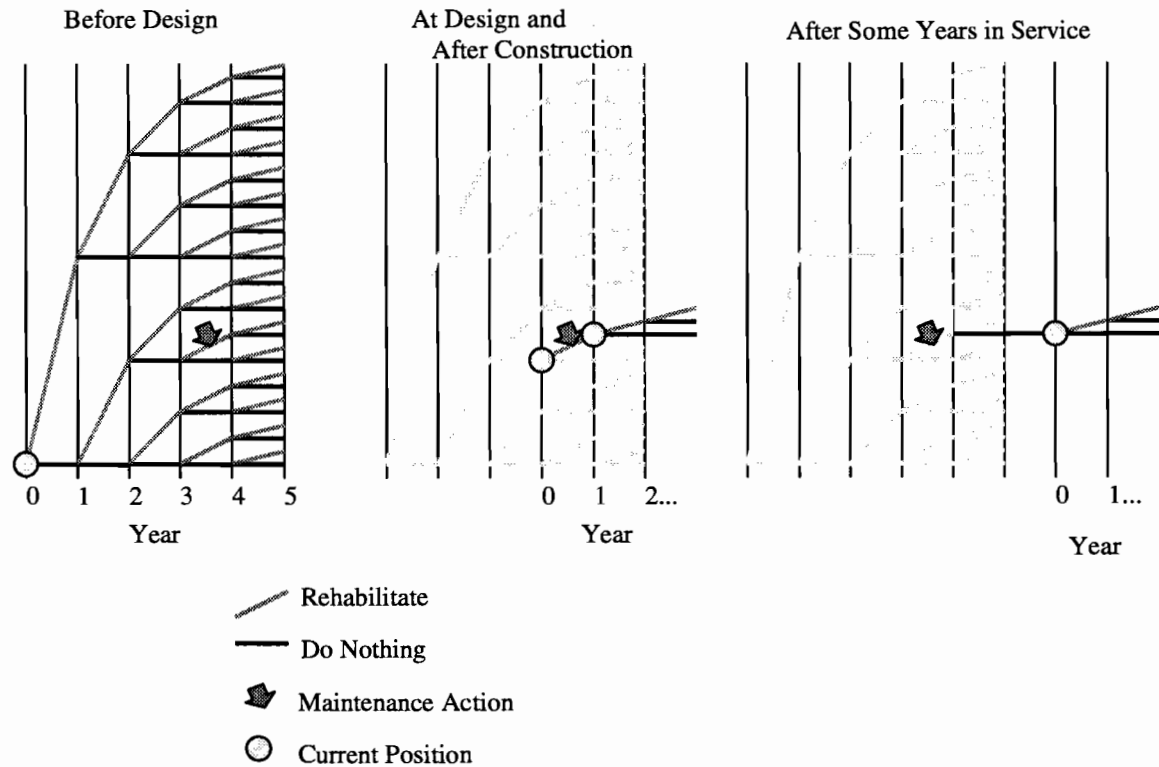 Before Design
At Design and
After Construction
After Some Years in Service
0 1 2 3 4 5
Year
0 1 2...
Year
0 1...
Year
Rehabilitate
Do Nothing
Maintenance Action
Current Position